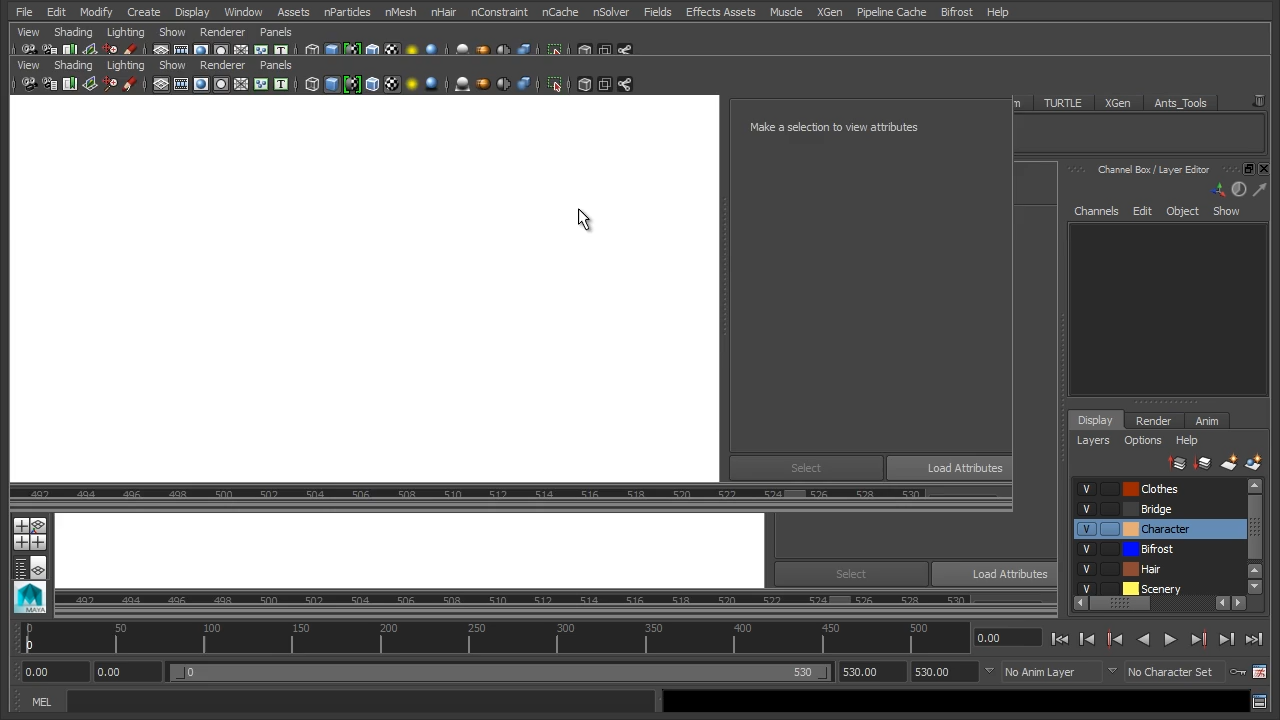 File Edit Modify Create Display Window Assets nParticles nMesh nHair nConstraint nCache nSolver Fields Effects Assets Muscle XGen Pipeline Cache Bifrost Help
View Shading Lighting Show Renderer Panels
View Shading Lighting Show Renderer Panels
TURTLE XGen Ants_Tools
Make a selection to view attributes
Channel Box / Layer Editor
Channels Edit Object Show
Display Render Anim
Layers Options Help
Select Load Attributes
V Clothes
492 494 496 498 500 502 504 506 508 510 512 514 516 518 520 522 524 526 528 530
V Bridge
V Character
V Bifrost
V Hair
Select Load Attributes
V Scenery
492 494 496 498 500 502 504 506 508 510 512 514 516 518 520 522 524 526 528 530
MAYA
0 50 100 150 200 250 300 350 400 450 500
0
0.00
0.00 0.00 0 530 530.00 530.00 No Anim Layer No Character Set
MEL